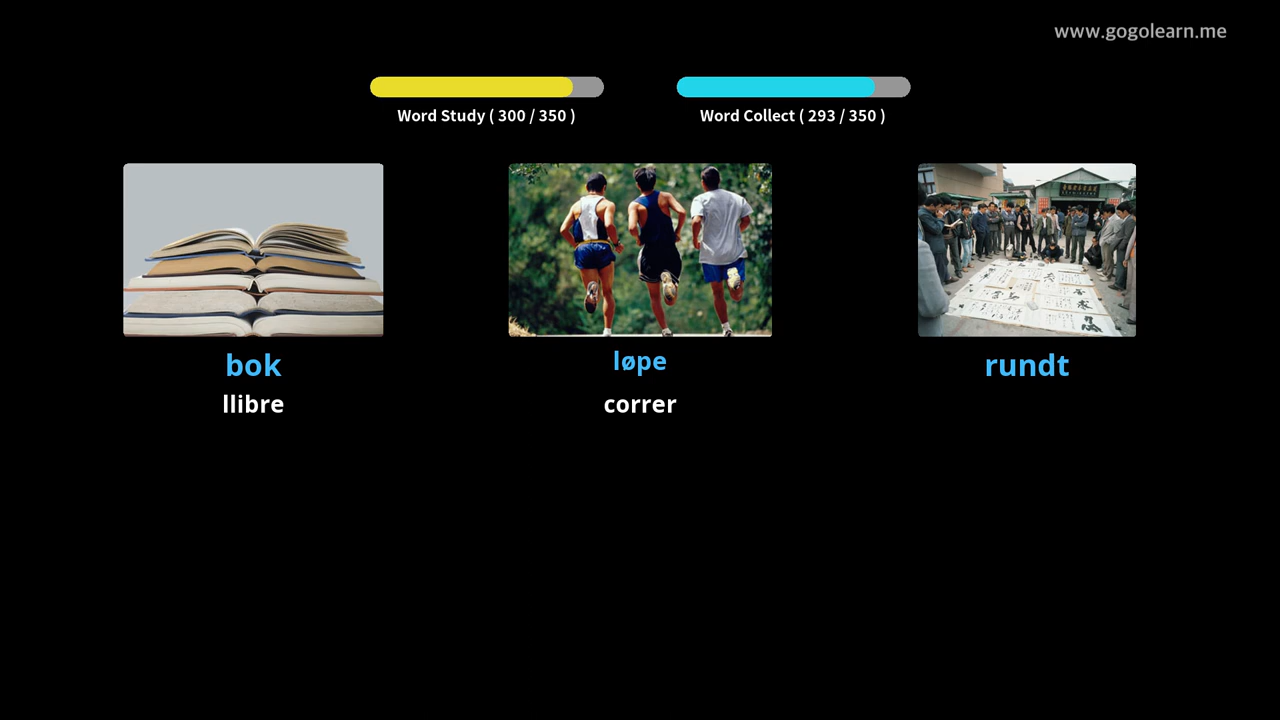 www.gogolearn.me
Word Study ( 300 / 350 )
Word Collect ( 293 / 350 )
bok
løpe
rundt
llibre
correr